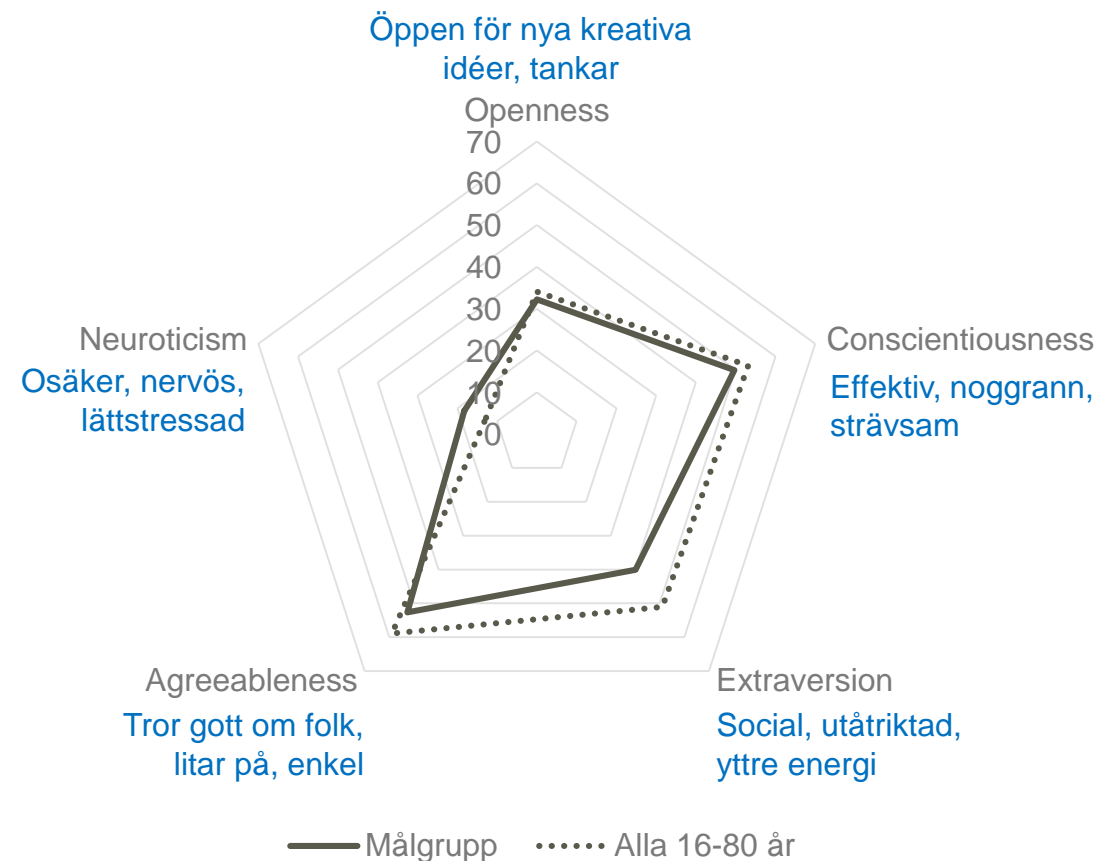 Öppen för nya kreativa
idéer, tankar
Openness
70
60
50
40
30
20
10
0
Conscientiousness
Effektiv, noggrann,
strävsam
Extraversion
Social, utåtriktad,
yttre energi
Agreeableness
Tror gott om folk,
litar på, enkel
Neuroticism
Osäker, nervös,
lättstressad
Målgrupp
Alla 16-80 år